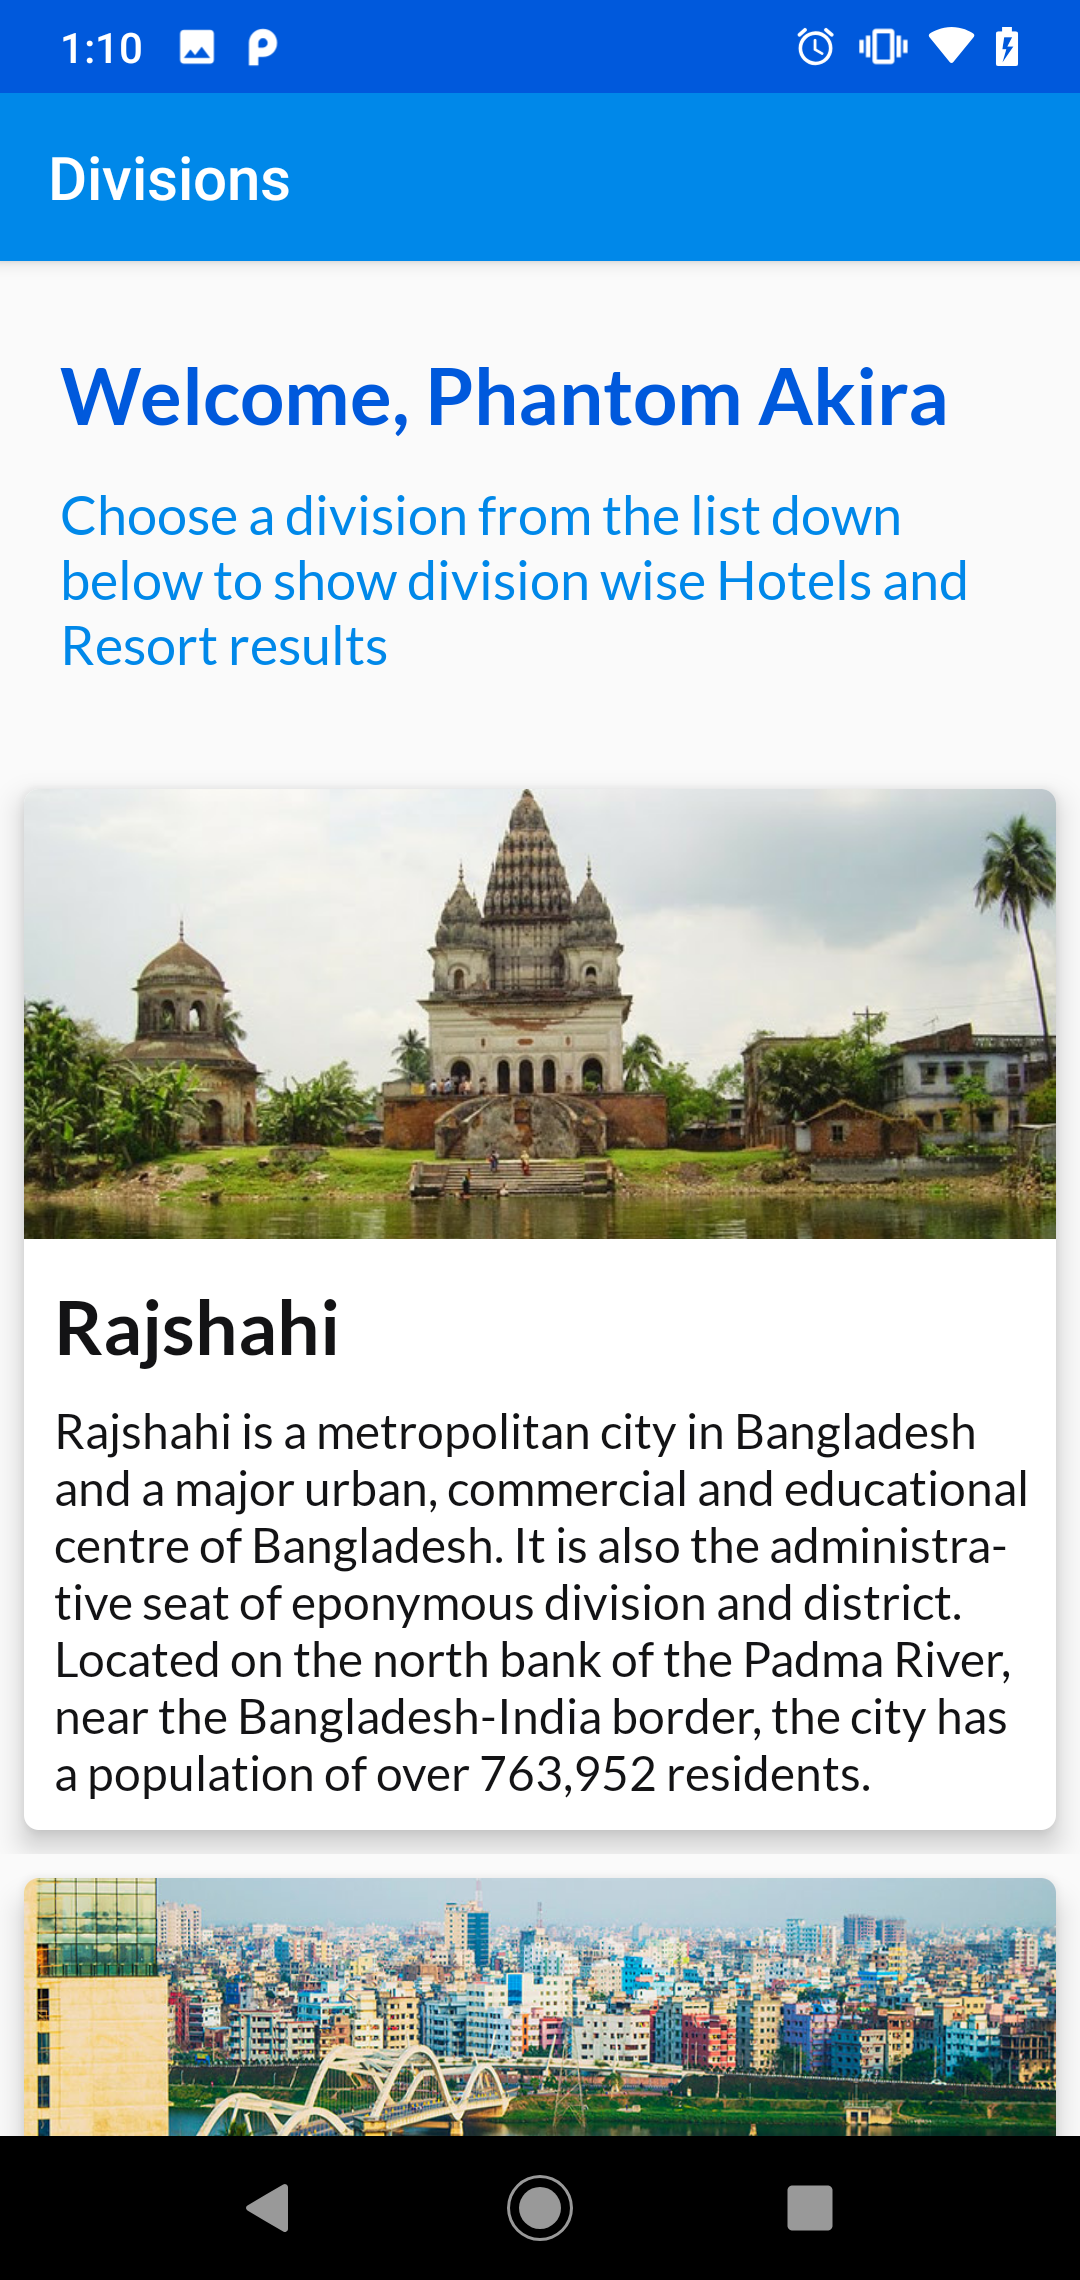 1:10
Divisions
Welcome, Phantom Akira
Choose a division from the list down
below to show division wise Hotels and
Resort results
Rajshahi
Rajshahi is a metropolitan city in Bangladesh
and a major urban, commercial and educational
centre of Bangladesh. It is also the administra-
tive seat of eponymous division and district.
Located on the north bank of the Padma River,
near the Bangladesh-India border, the city has
a population of over 763,952 residents.